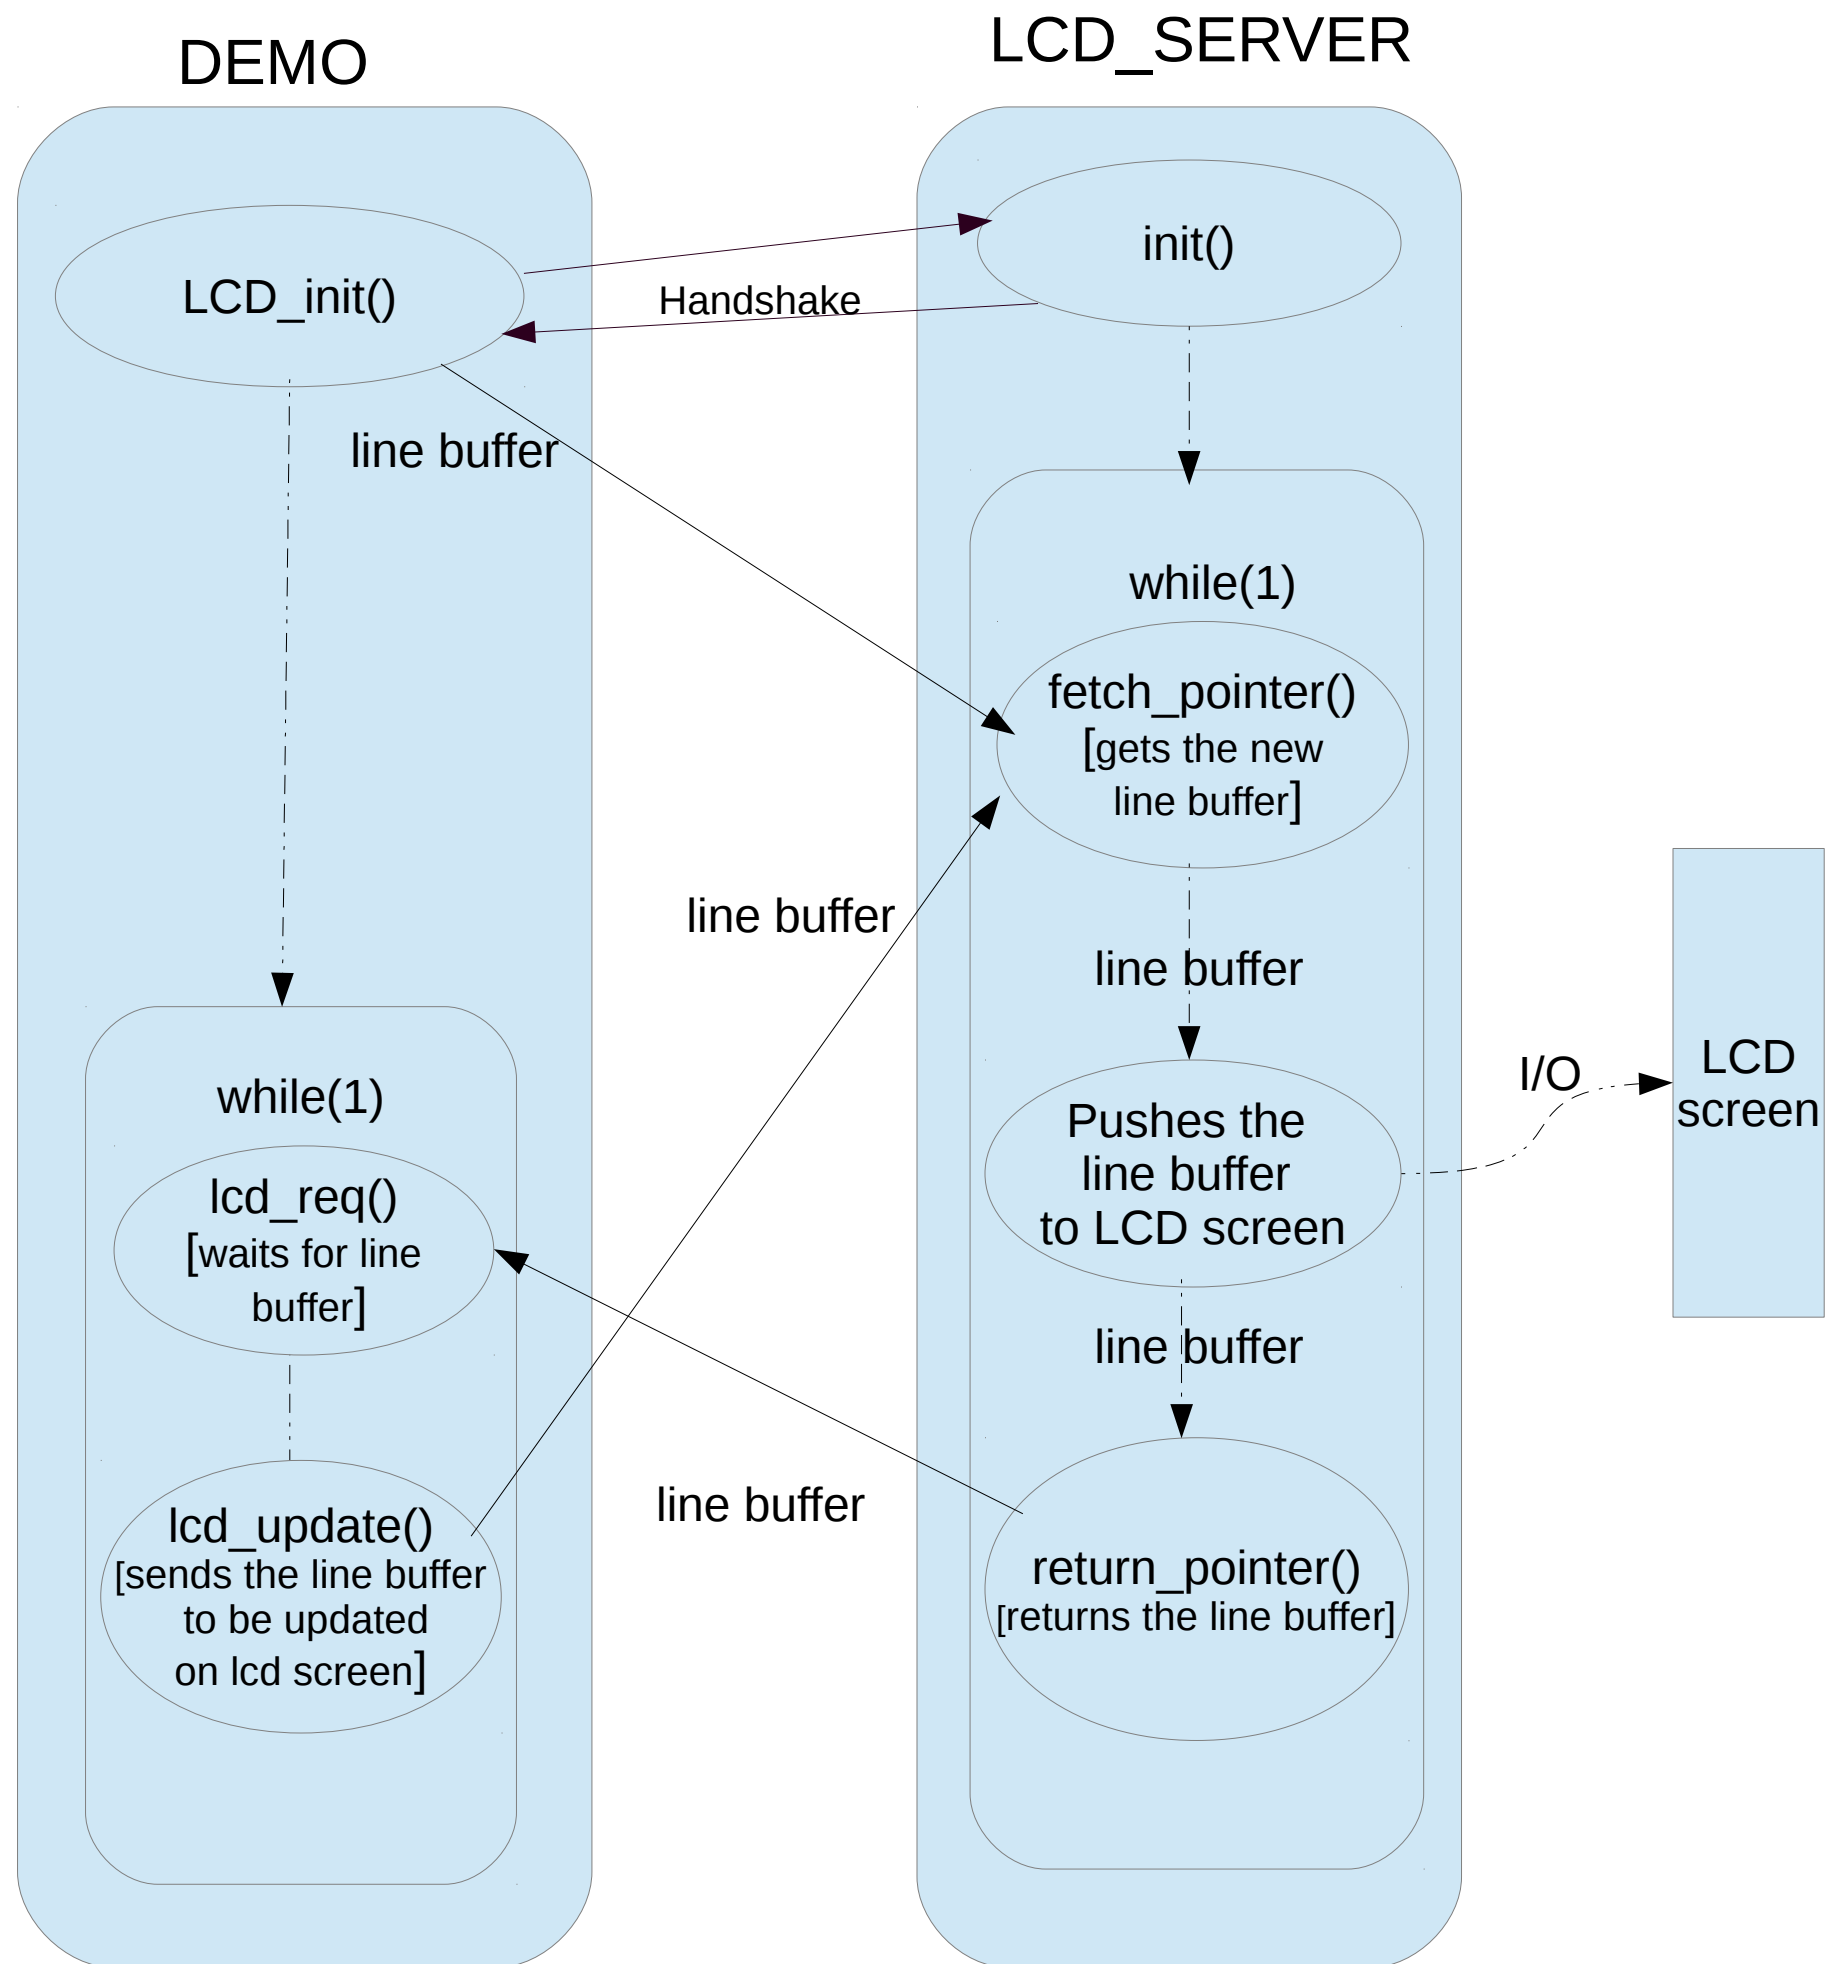 DEMO
LCD_SERVER
LCD_init()
init()
Handshake
line buffer
while(1)
fetch_pointer()
[gets the new
line buffer]
line buffer
line buffer
while(1)
lcd_req()
[waits for line
buffer]
Pushes the
line buffer
to LCD screen
I/O
LCD
screen
line buffer
line buffer
lcd_update()
[sends the line buffer
to be updated
on lcd screen]
return_pointer()
[returns the line buffer]